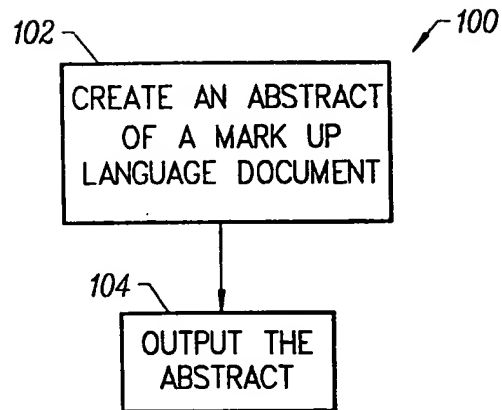 102
100
CREATE AN ABSTRACT
OF A MARK UP
LANGUAGE DOCUMENT
104
OUTPUT THE
ABSTRACT